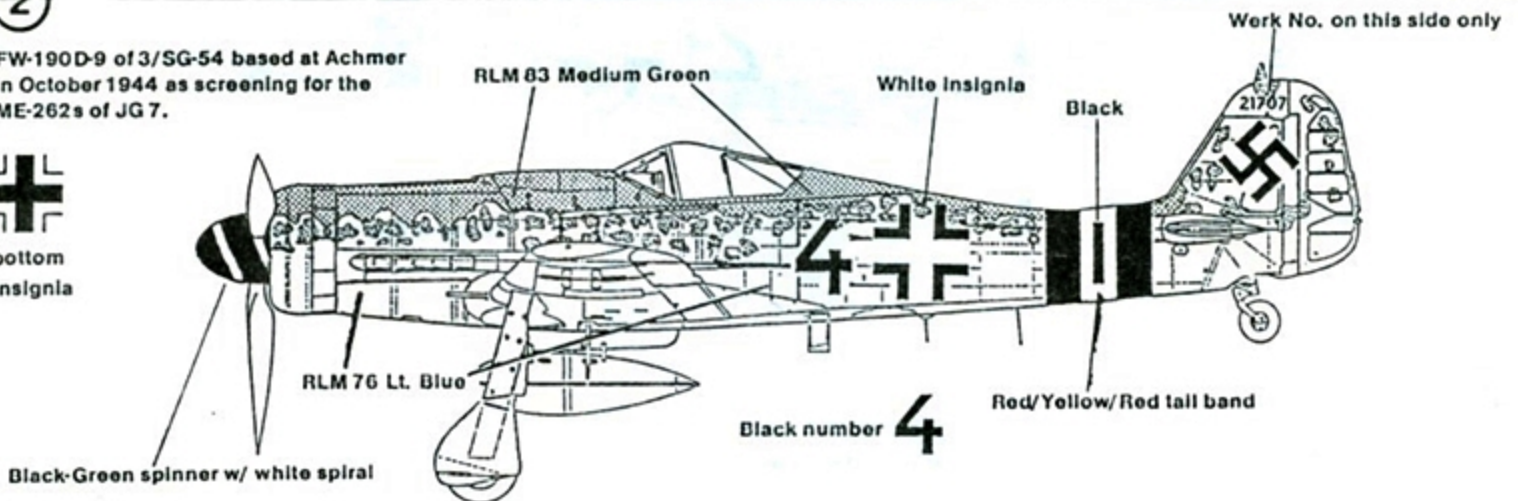 2
FW-190D-9 of 3/SG-54 based at Achmer
in October 1944 as screening for the
ME-262s of JG 7.
bottom
insignia
RLM 83 Medium Green
White insignia
Black
Werk No. on this side only
21707
4
RLM 76 Lt. Blue
Black number 4
Red/Yellow/Red tail band
Black-Green spinner w/ white spiral